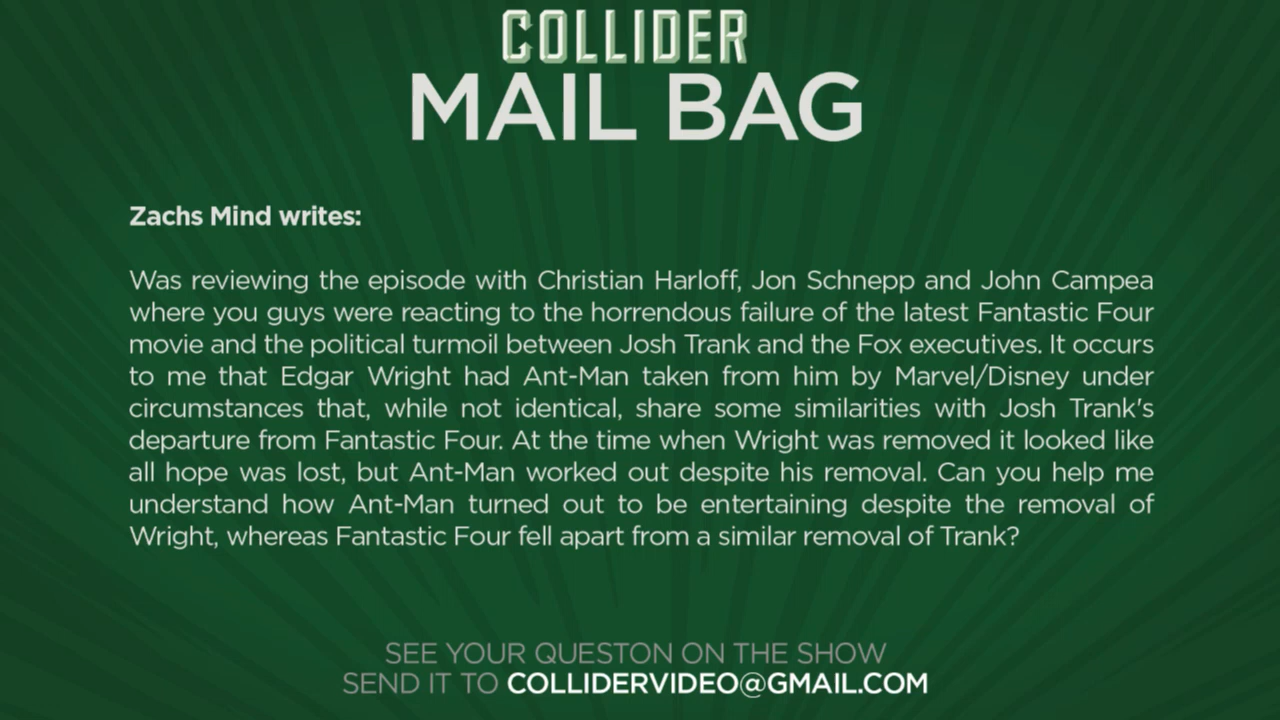 COLLIDER
MAIL BAG
Zachs Mind writes:
Was reviewing the episode with Christian Harloff, Jon Schnepp and John Campea
where you guys were reacting to the horrendous failure of the latest Fantastic Four
movie and the political turmoil between Josh Trank and the Fox executives. It occurs
to me that Edgar Wright had Ant-Man taken from him by Marvel/Disney under
circumstances that, while not identical, share some similarities with Josh Trank's
departure from Fantastic Four. At the time when Wright was removed it looked like
all hope was lost, but Ant-Man worked out despite his removal. Can you help me
understand how Ant-Man turned out to be entertaining despite the removal of
Wright, whereas Fantastic Four fell apart from a similar removal of Trank?
SEE YOUR QUESTON ON THE SHOW
SEND IT TO COLLIDERVIDEO@GMAIL.COM